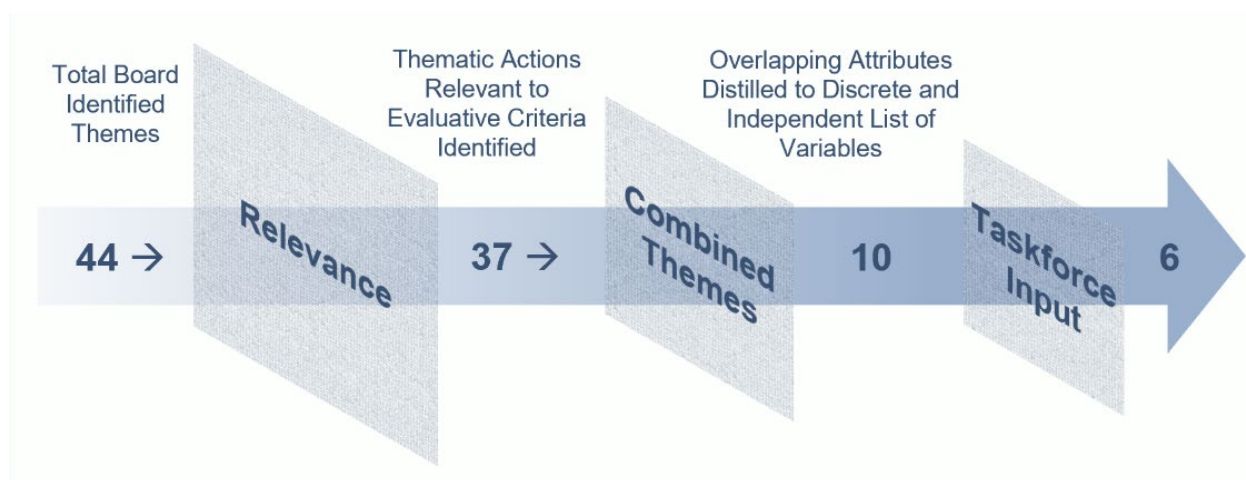 Total Board
Identified
Themes
Thematic Actions
Relevant to
Evaluative Criteria
Identified
Overlapping Attributes
Distilled to Discrete and
Independent List of
Variables
44 →
Relevance
37 →
Combined
Themes
10
Taskforce
Input
6